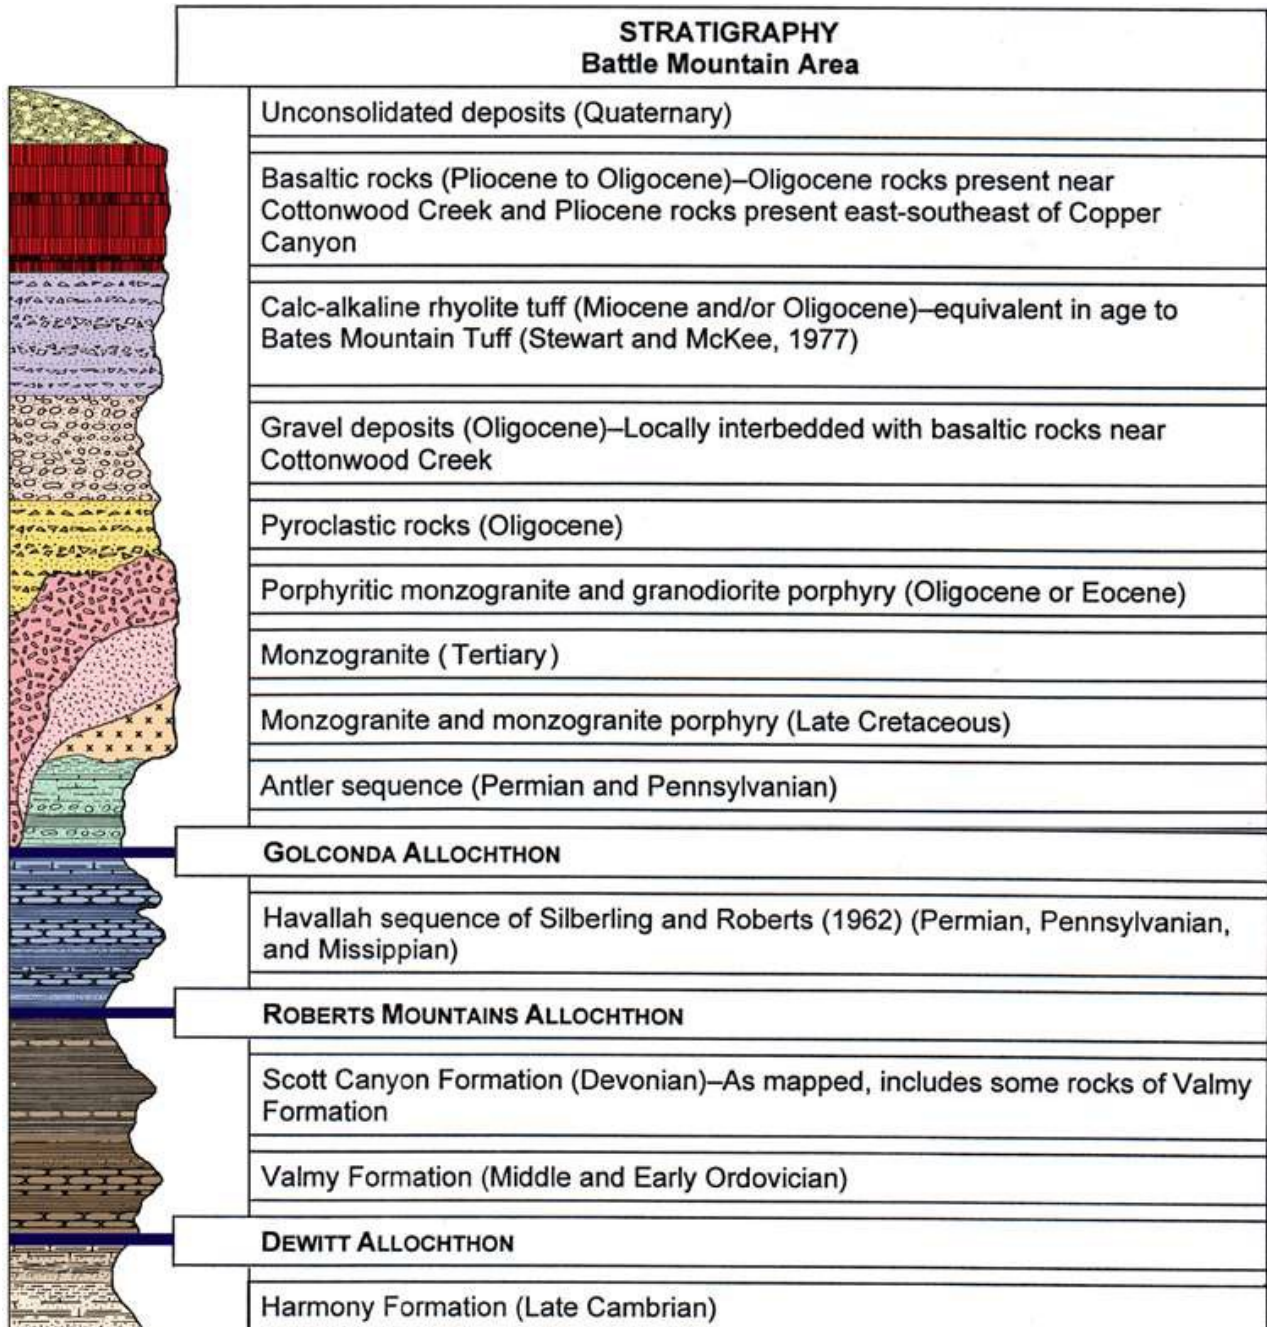 STRATIGRAPHY
Battle Mountain Area
Unconsolidated deposits (Quaternary)
Basaltic rocks (Pliocene to Oligocene)–Oligocene rocks present near
Cottonwood Creek and Pliocene rocks present east-southeast of Copper
Canyon
Calc-alkaline rhyolite tuff (Miocene and/or Oligocene)–equivalent in age to
Bates Mountain Tuff (Stewart and McKee, 1977)
Gravel deposits (Oligocene)–Locally interbedded with basaltic rocks near
Cottonwood Creek
Pyroclastic rocks (Oligocene)
Porphyritic monzogranite and granodiorite porphyry (Oligocene or Eocene)
Monzogranite (Tertiary)
Monzogranite and monzogranite porphyry (Late Cretaceous)
Antler sequence (Permian and Pennsylvanian)
GOLCONDA ALLOCHTHON
Havallah sequence of Silberling and Roberts (1962) (Permian, Pennsylvanian,
and Missippian)
ROBERTS MOUNTAINS ALLOCHTHON
Scott Canyon Formation (Devonian)–As mapped, includes some rocks of Valmy
Formation
Valmy Formation (Middle and Early Ordovician)
DEWITT ALLOCHTHON
Harmony Formation (Late Cambrian)